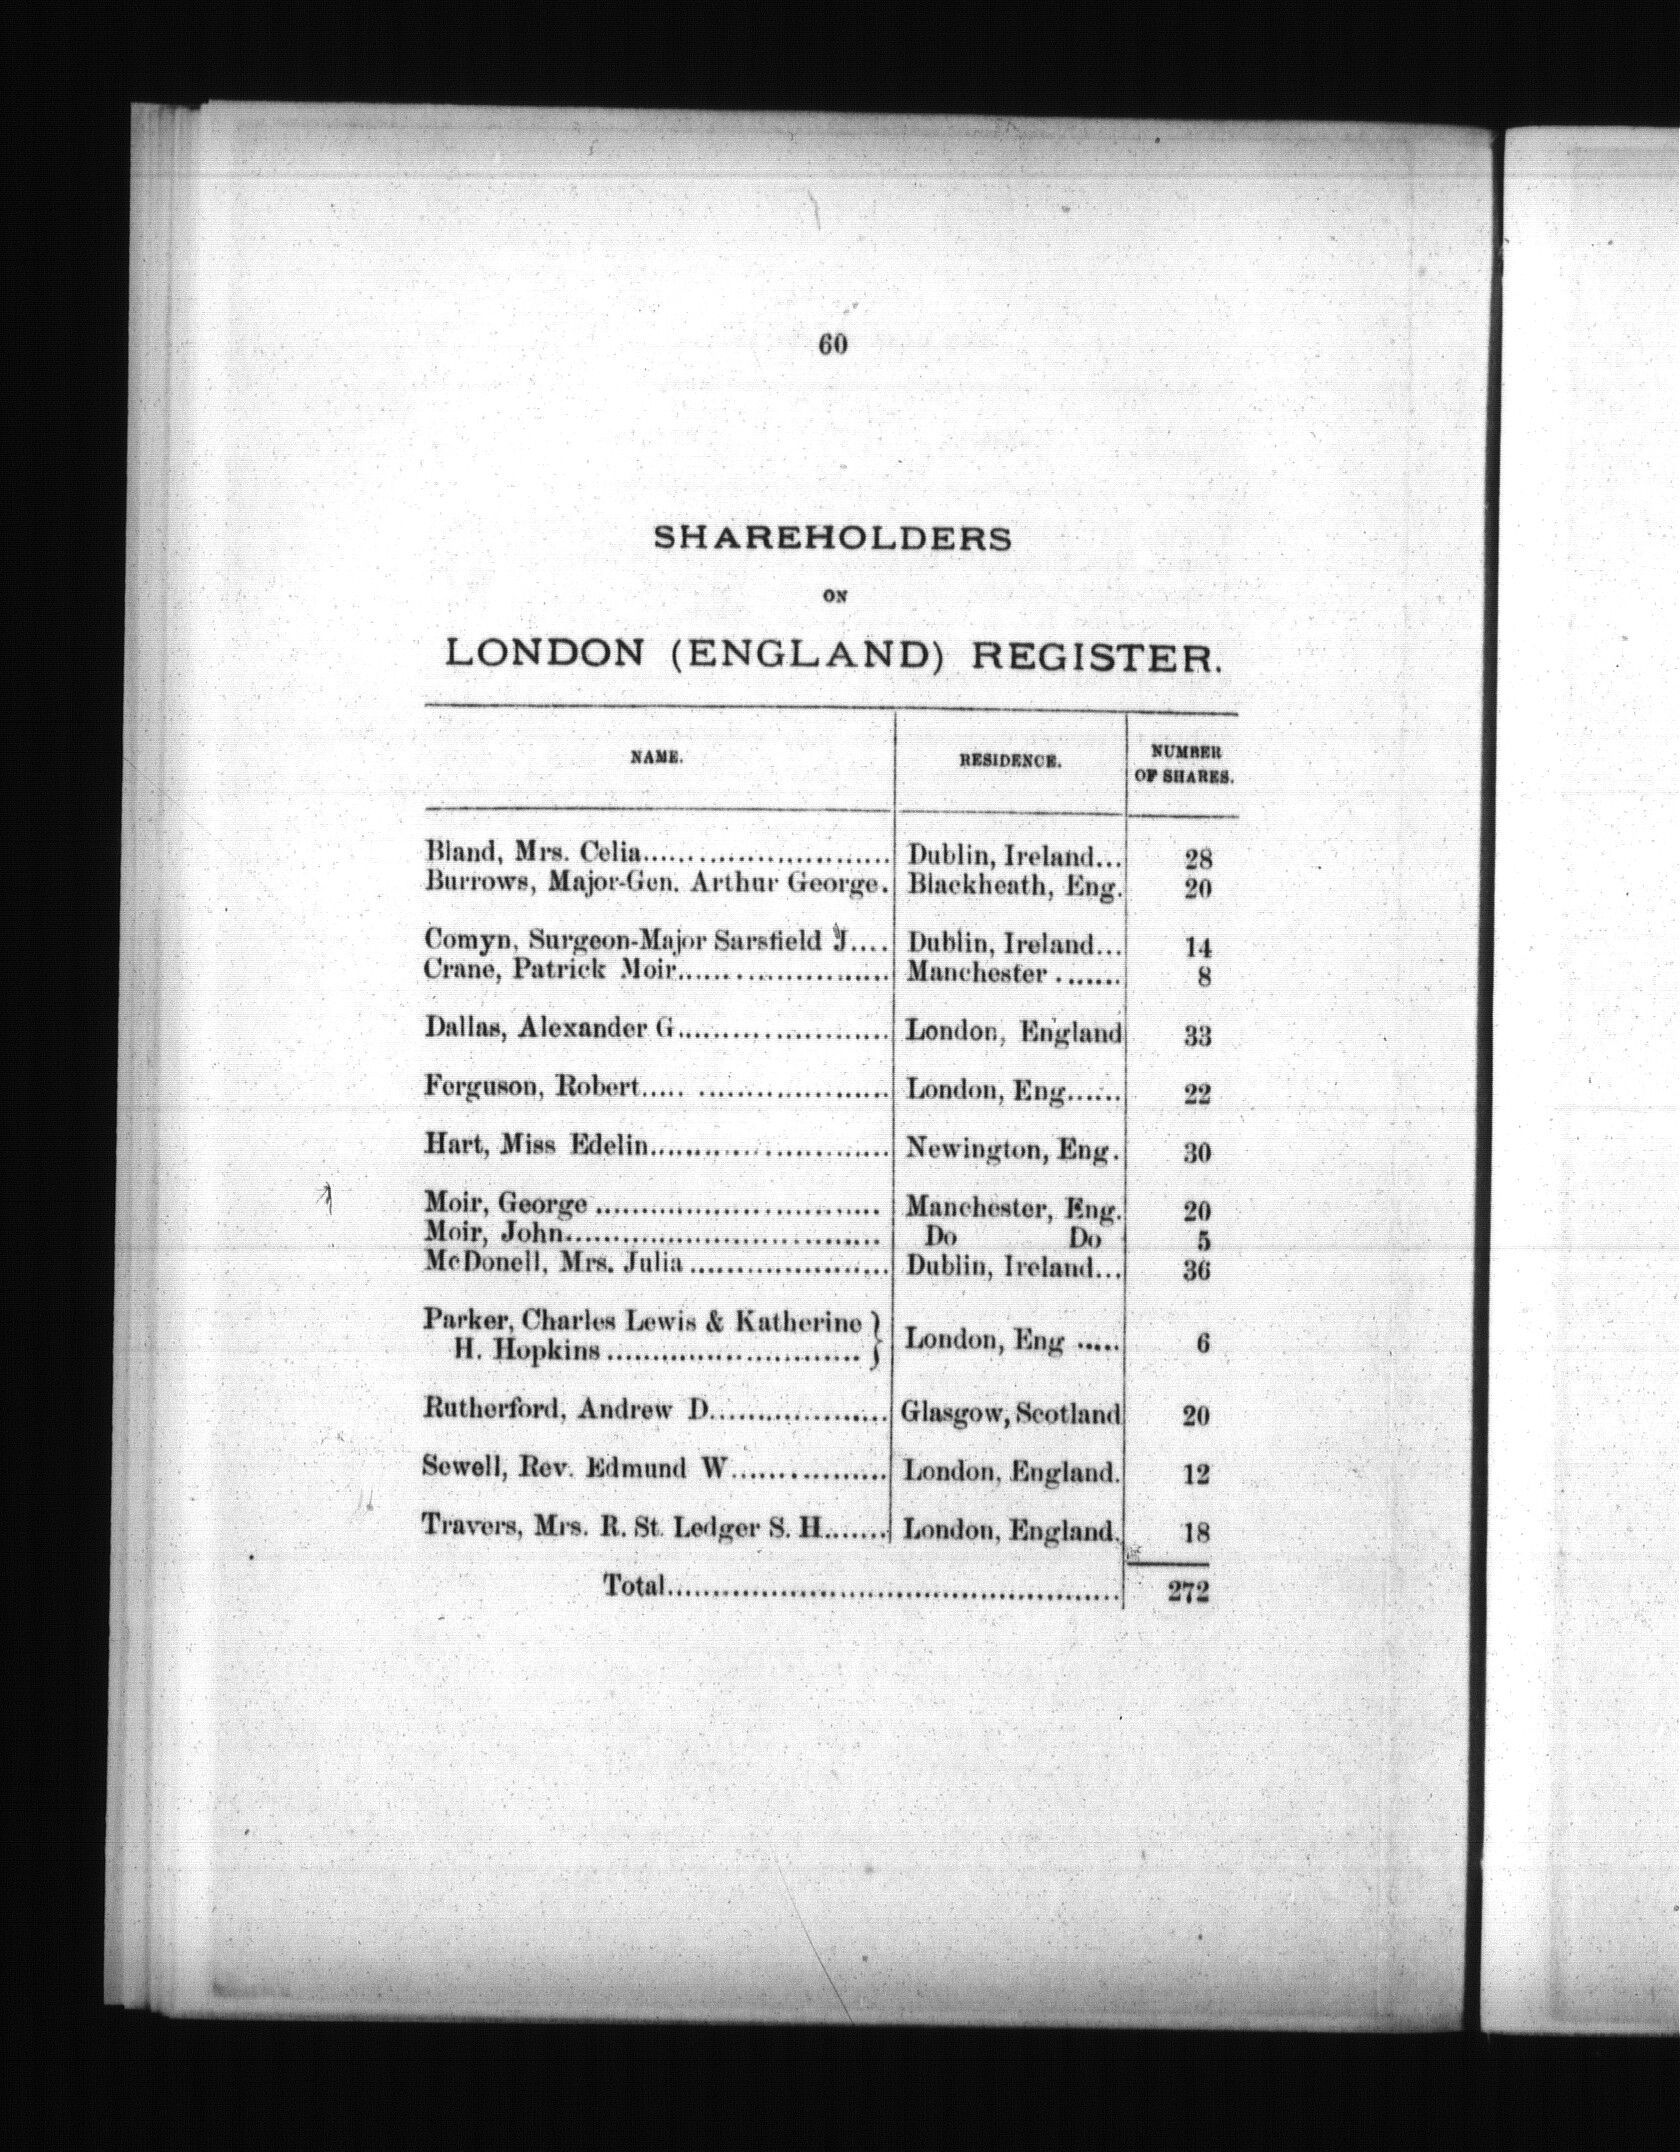 60
SHAREHOLDERS
ON
LONDON (ENGLAND) REGISTER.
NAME. RESIDENCE. NUMBER OF SHARES.
Bland, Mrs. Celia........................... Dublin, Ireland... 28
Burrows, Major-Gen. Arthur George. Blackheath, Eng. 20
Comyn, Surgeon-Major Sarsfield J.... Dublin, Ireland... 14
Crane, Patrick Moir....................... Manchester ....... 8
Dallas, Alexander G....................... London, England 33
Ferguson, Robert..... ..................... London, Eng...... 22
Hart, Miss Edelin.......................... Newington, Eng. 30
Moir, George .............................. Manchester, Eng. 20
Moir, John................................. Do Do 5
McDonell, Mrs. Julia ..................... Dublin, Ireland... 36
Parker, Charles Lewis & Katherine }
H. Hopkins ........................... } London, Eng ..... 6
Rutherford, Andrew D................... Glasgow, Scotland 20
Sewell, Rev. Edmund W................ London, England. 12
Travers, Mrs. R. St. Ledger S. H....... London, England. 18
Total................................................ 272